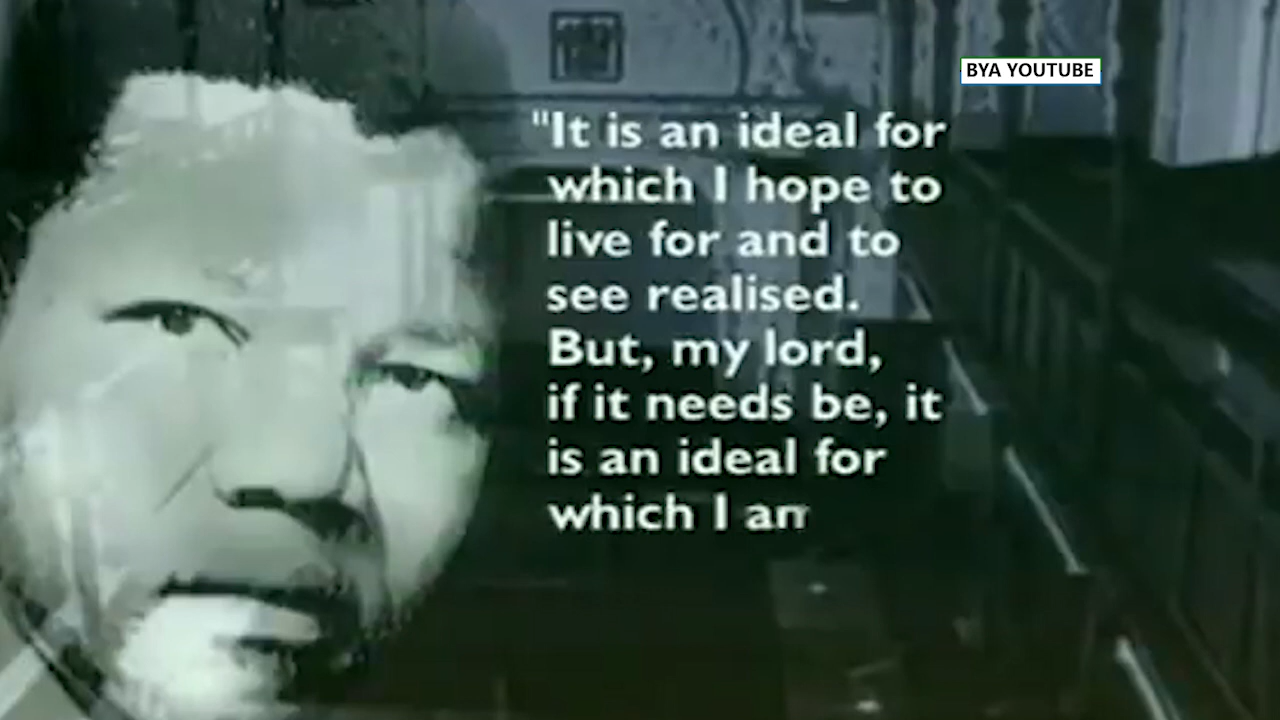 BYA YOUTUBE
"It is an ideal for
which I hope to
live for and to
see realised.
But, my lord,
if it needs be, it
is an ideal for
which I am